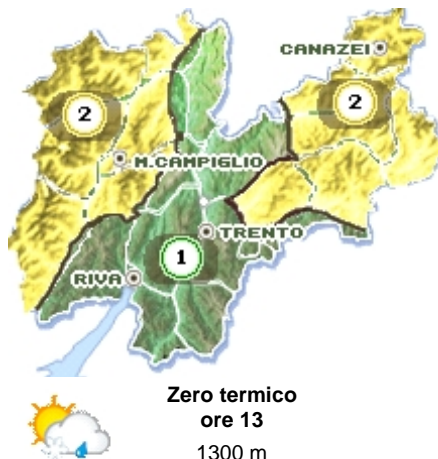 CANAZEI
2
2
M.CAMPIGLIO
TRENTO
1
RIVA
Zero termico
ore 13
1300 m